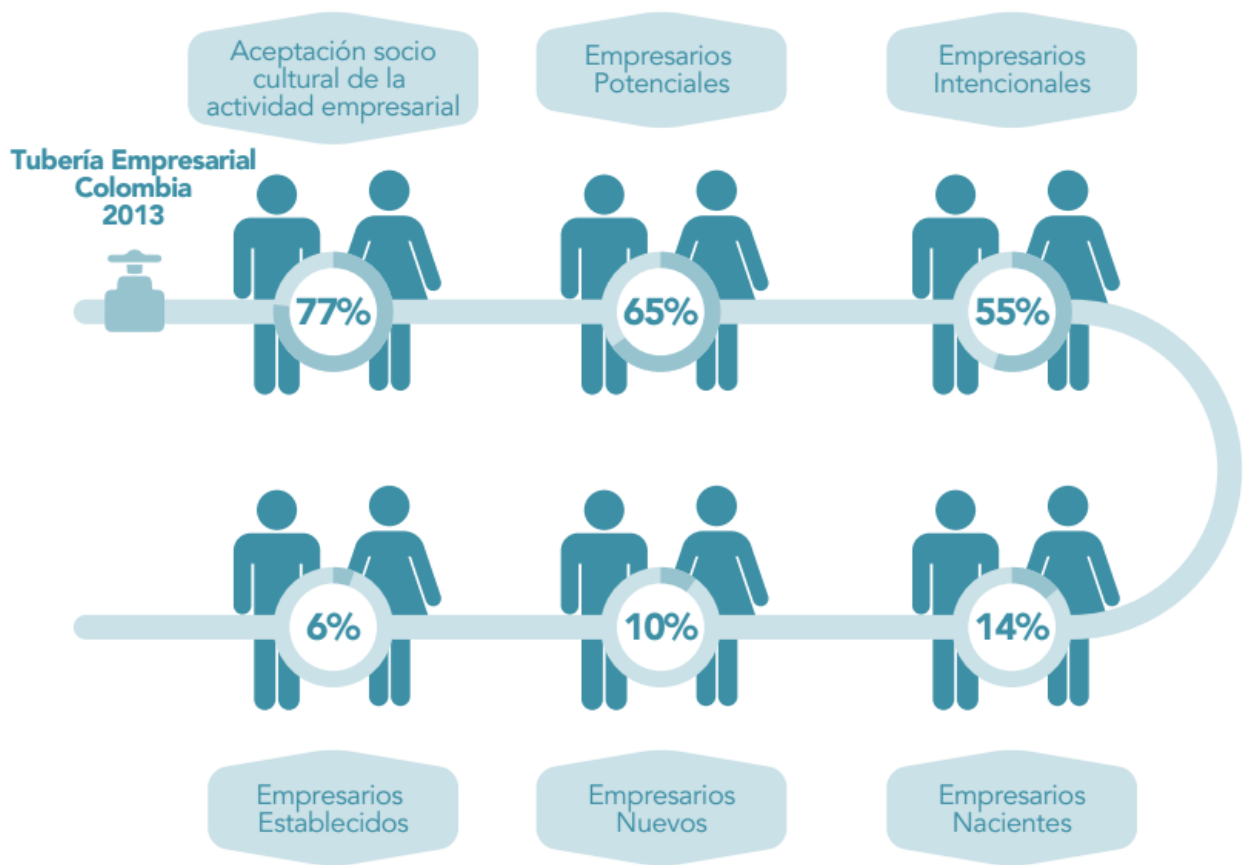 Aceptación socio
cultural de la
actividad empresarial
Empresarios
Potenciales
Empresarios
Intencionales
Tubería Empresarial
Colombia
2013
77%
65%
55%
6%
10%
14%
Empresarios
Establecidos
Empresarios
Nuevos
Empresarios
Nacientes